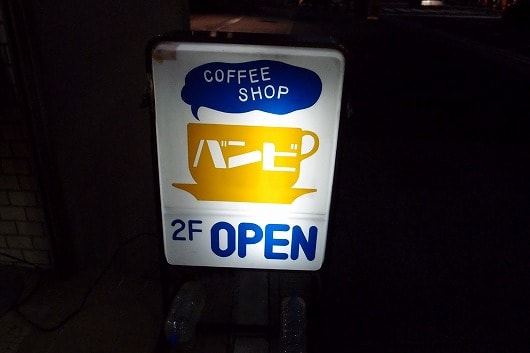 COFFEE
SHOP
バンビ
2F OPEN